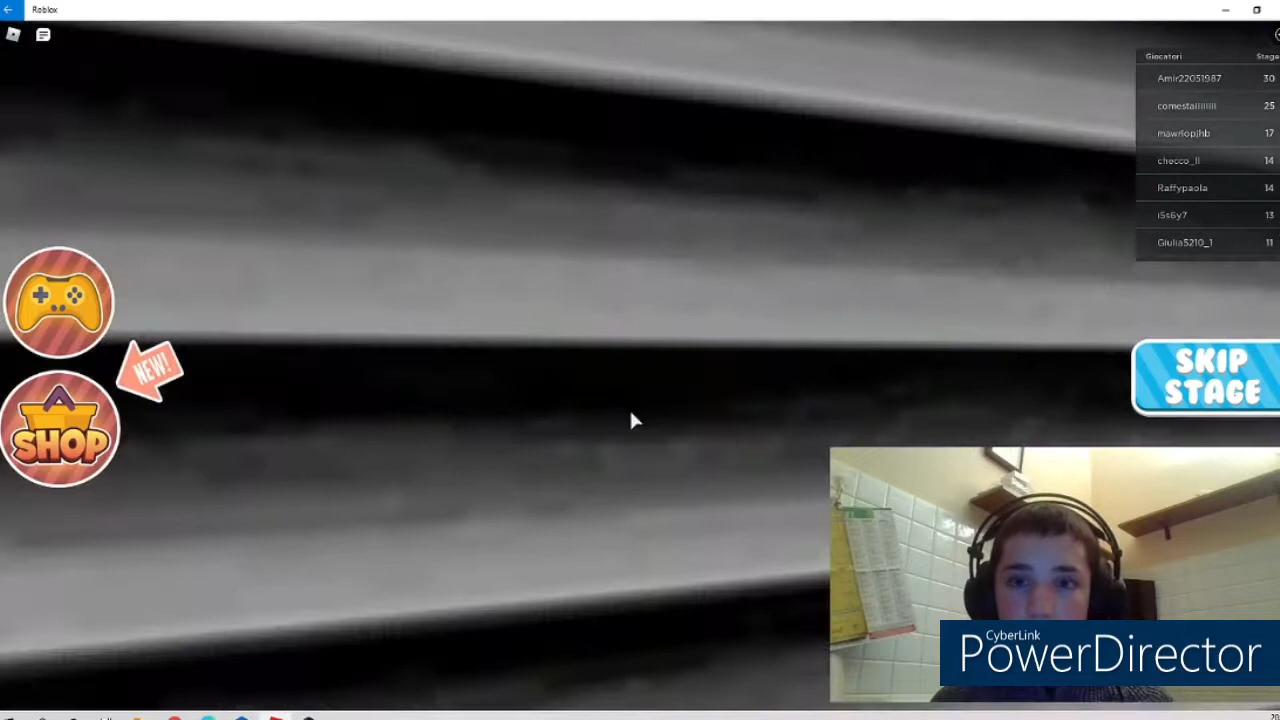 Roblox
Giocatori Stage
Amir22051987 30
comestaiiiiiiii 25
mawriopjhb 17
checco_ll 14
Raffypaola 14
i5s6y7 13
Giulia5210_1 11
NEW!
SHOP
SKIP
STAGE
CyberLink
PowerDirector